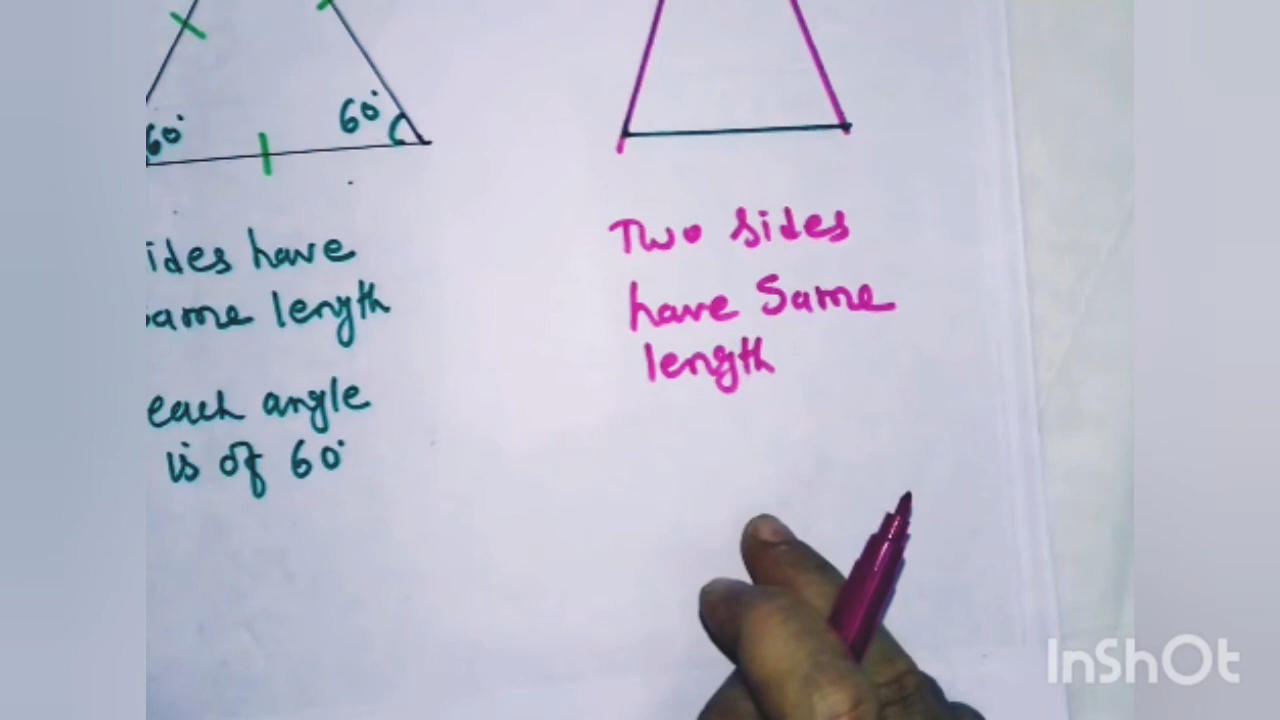 60°
60°
ides have
ame length
each angle
is of 60°
Two sides
have Same
length
InShOt